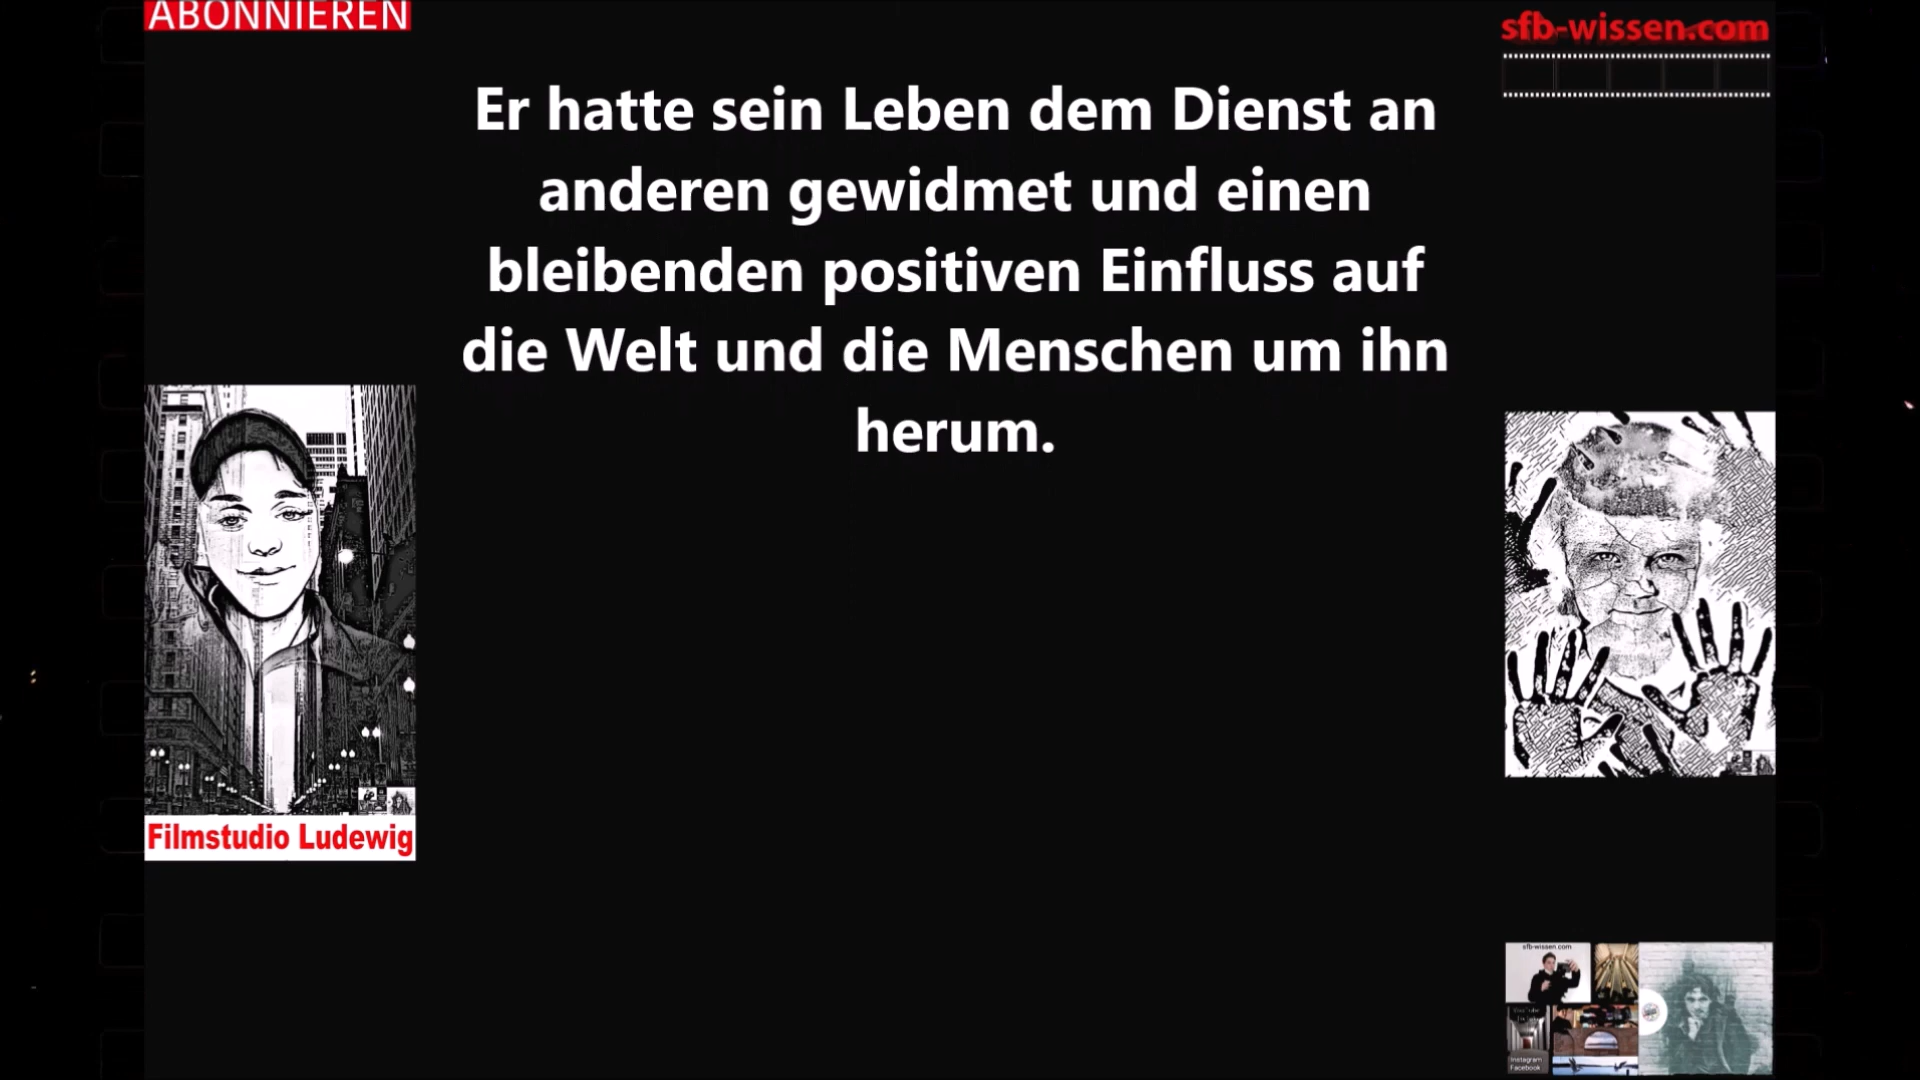 ABONNIEREN
sfb-wissen.com
Er hatte sein Leben dem Dienst an
anderen gewidmet und einen
bleibenden positiven Einfluss auf
die Welt und die Menschen um ihn
herum.
Filmstudio Ludewig
sfb-wissen.com
Instagram
Facebook